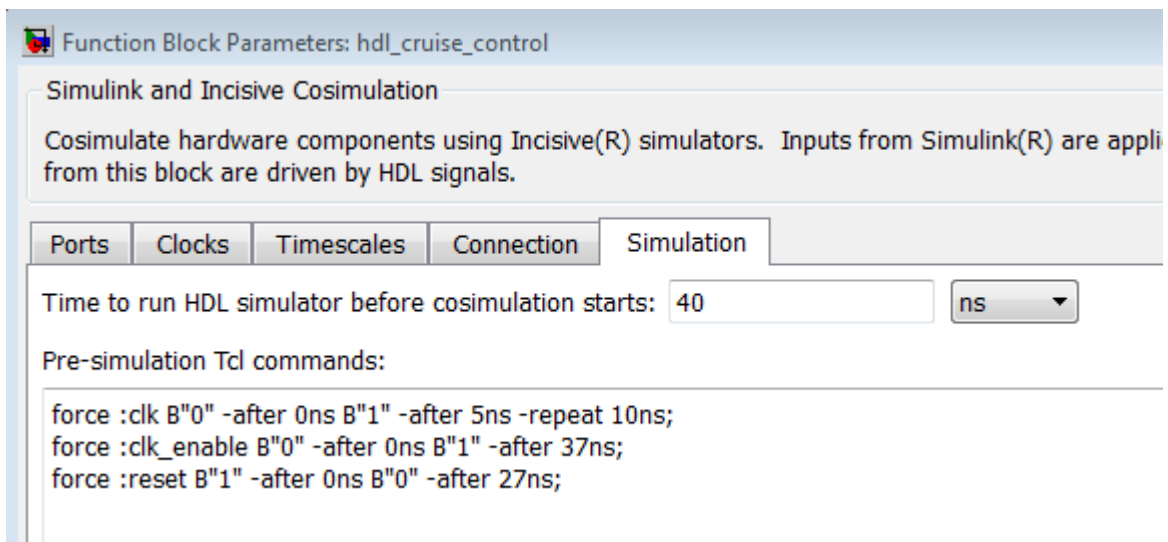 Function Block Parameters: hdl_cruise_control
Simulink and Incisive Cosimulation
Cosimulate hardware components using Incisive(R) simulators.  Inputs from Simulink(R) are
from this block are driven by HDL signals.
Ports Clocks Timescales Connection Simulation
Time to run HDL simulator before cosimulation starts: 40 ns
Pre-simulation Tcl commands:
force :clk B"0" -after 0ns B"1" -after 5ns -repeat 10ns;
force :clk_enable B"0" -after 0ns B"1" -after 37ns;
force :reset B"1" -after 0ns B"0" -after 27ns;